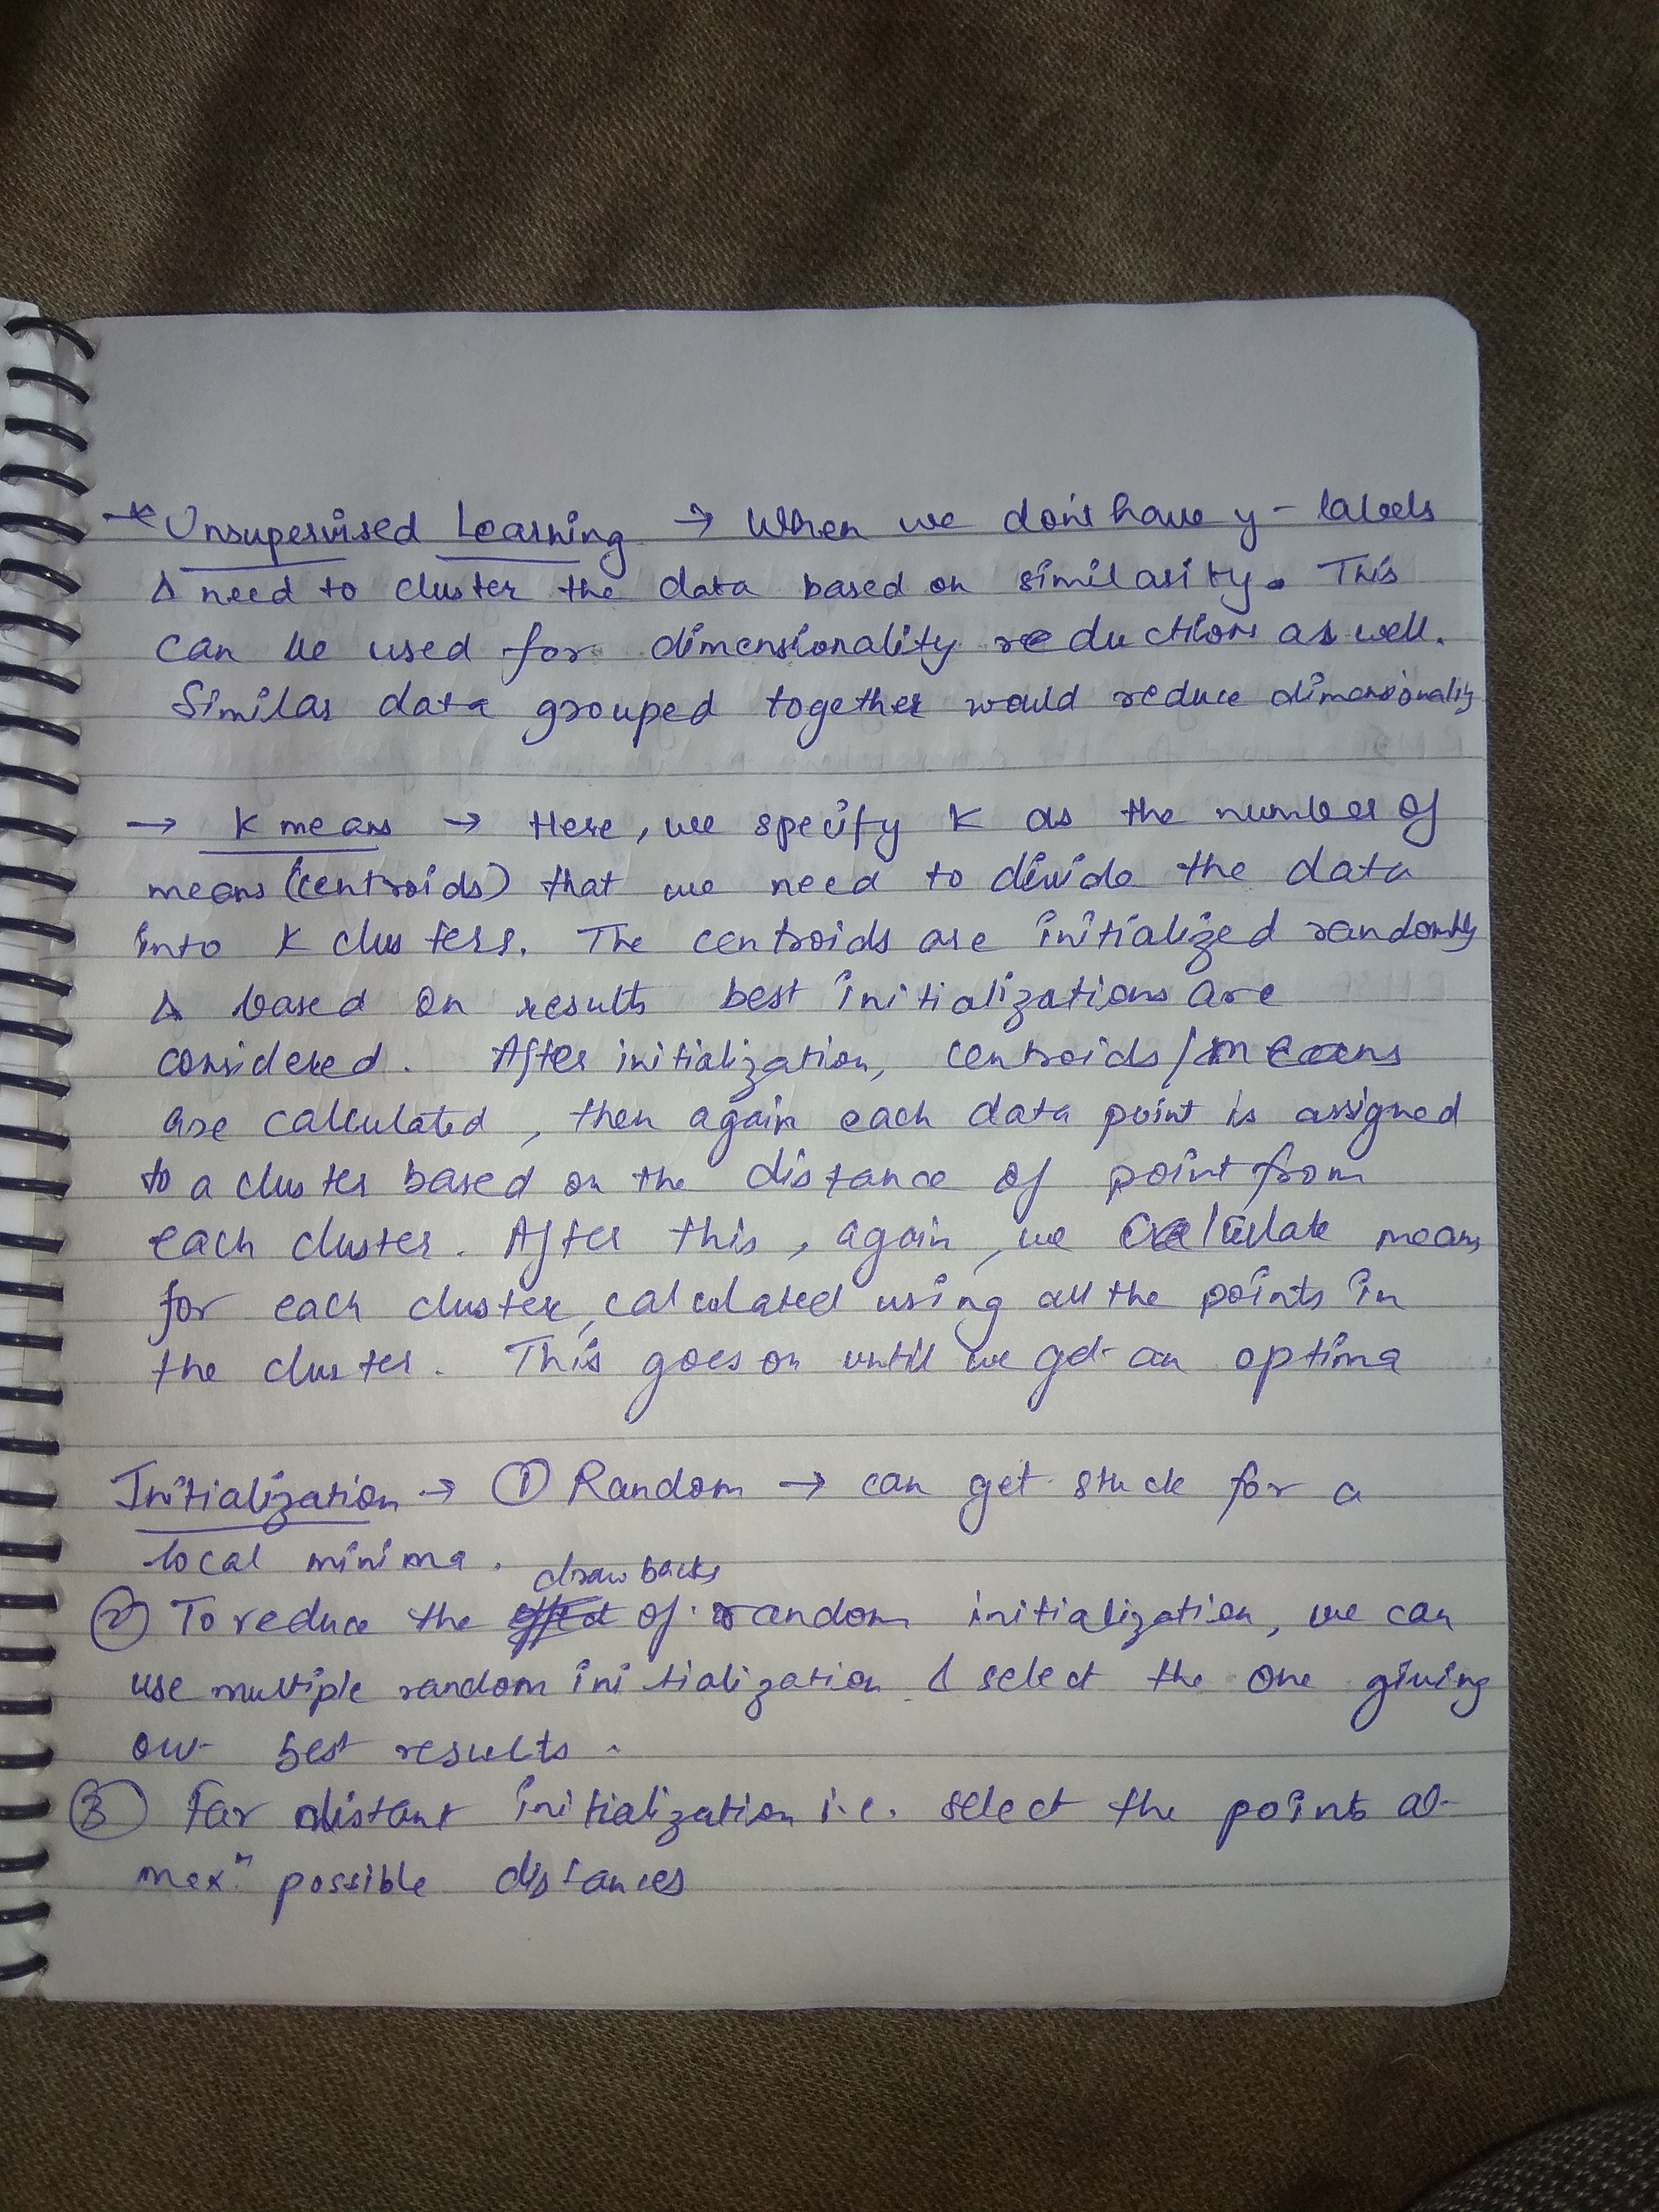 * Unsupervised Learning → When we dont have y-labels
& need to cluster the data based on similarity. This
can be used for dimensionality reduction as well.
Similar data grouped together would reduce dimensionality
→ K means → Here, we specify K as the number of
means (centroids) that we need to divide the data
into K clusters. The centroids are initialized randomly
& based on results best initializations are
considered. After initialization, centroids/means
are calculated, then again each data point is assigned
to a cluster based on the distance of point from
each cluster. After this, again, we calculate means
for each cluster, calculated using all the points in
the cluster. This goes on until we get an optima
Initialization → ① Random → can get stuck for a
local minima.
drawbacks
② To reduce the effect of random initialization, we can
use multiple random initialization & select the one giving
our best results.
③ Far distant initialization i.e. select the points at
maxm possible distances